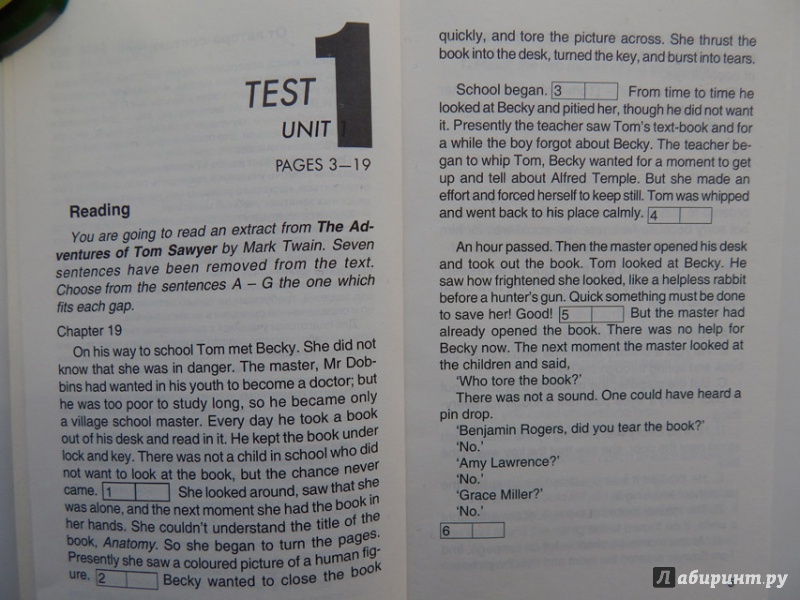 TEST 1
UNIT 1
PAGES 3—19
Reading
You are going to read an extract from The Ad-
ventures of Tom Sawyer by Mark Twain. Seven
sentences have been removed from the text.
Choose from the sentences A – G the one which
fits each gap.
Chapter 19
On his way to school Tom met Becky. She did not
know that she was in danger. The master, Mr Dob-
bins had wanted in his youth to become a doctor; but
he was too poor to study long, so he became only
a village school master. Every day he took a book
out of his desk and read in it. He kept the book under
lock and key. There was not a child in school who did
not want to look at the book, but the chance never
came. 1 She looked around, saw that she
was alone, and the next moment she had the book in
her hands. She couldn't understand the title of the
book, Anatomy. So she began to turn the pages.
Presently she saw a coloured picture of a human fig-
ure. 2 Becky wanted to close the book
quickly, and tore the picture across. She thrust the
book into the desk, turned the key, and burst into tears.
School began. 3 From time to time he
looked at Becky and pitied her, though he did not want
it. Presently the teacher saw Tom's text-book and for
a while the boy forgot about Becky. The teacher be-
gan to whip Tom, Becky wanted for a moment to get
up and tell about Alfred Temple. But she made an
effort and forced herself to keep still. Tom was whipped
and went back to his place calmly. 4
An hour passed. Then the master opened his desk
and took out the book. Tom looked at Becky. He
saw how frightened she looked, like a helpless rabbit
before a hunter's gun. Quick something must be done
to save her! Good! 5 But the master had
already opened the book. There was no help for
Becky now. The next moment the master looked at
the children and said,
'Who tore the book?'
There was not a sound. One could have heard a
pin drop.
'Benjamin Rogers, did you tear the book?'
'No.'
'Amy Lawrence?'
'No.'
'Grace Miller?'
'No.'
6
Лабиринт.ру